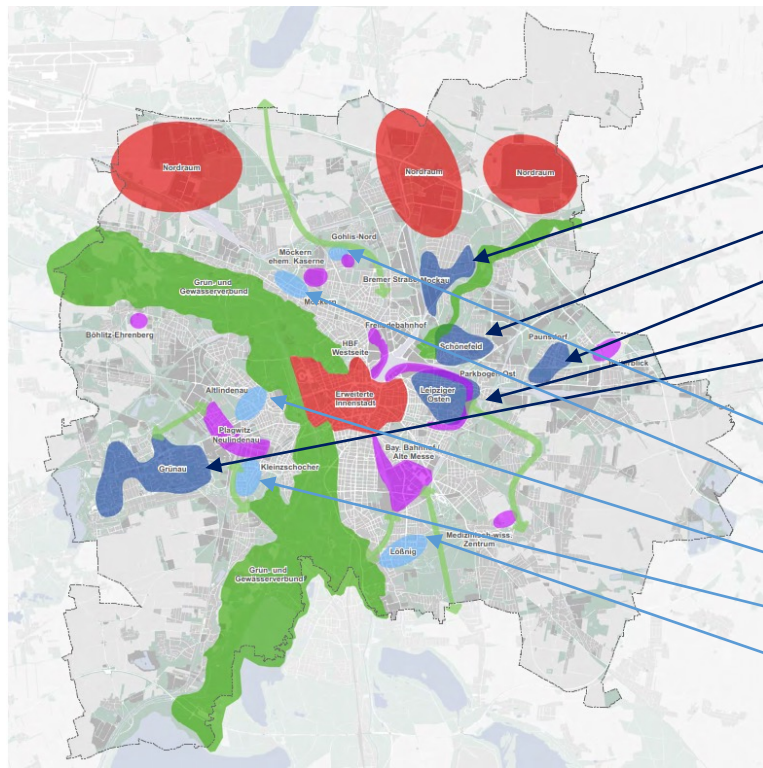 Nordraum
Nordraum
Nordraum
Gohlis-Nord
Möckern
ehem. Kaserne
Bremer Straße
Mockau
Grün- und
Gewässerverbund
Möckern
Böhlitz-Ehrenberg
Freiladebahnhof
HBF
Westseite
Schönefeld
Paunsdorf
Parkbogen Ost
Altlindenau
Erweiterte
Innenstadt
Leipziger
Osten
Plagwitz
Neulindenau
Bay. Bahnhof /
Alte Messe
Grünau
Kleinzschocher
Medizinisch-wiss.
Zentrum
Lößnig
Grün- und
Gewässerverbund